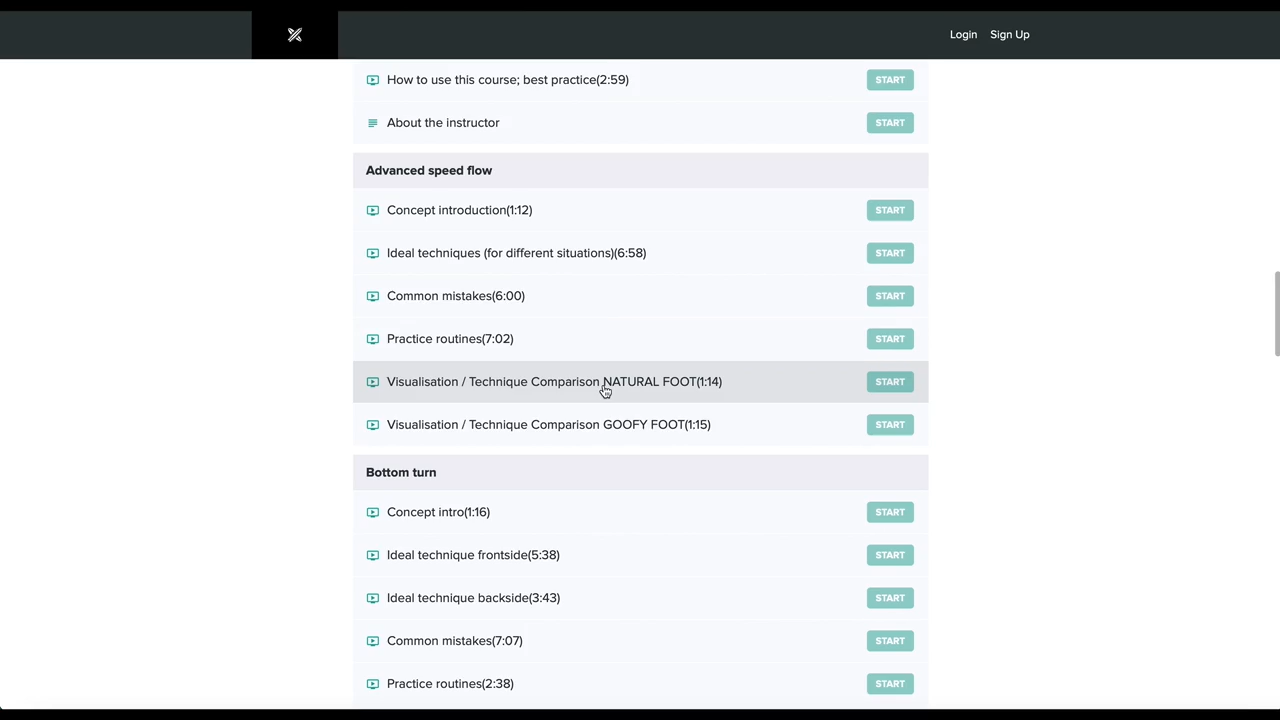 Login Sign Up
How to use this course; best practice(2:59) START
About the instructor START
Advanced speed flow
Concept introduction(1:12) START
Ideal techniques (for different situations)(6:58) START
Common mistakes(6:00) START
Practice routines(7:02) START
Visualisation / Technique Comparison NATURAL FOOT(1:14) START
Visualisation / Technique Comparison GOOFY FOOT(1:15) START
Bottom turn
Concept intro(1:16) START
Ideal technique frontside(5:38) START
Ideal technique backside(3:43) START
Common mistakes(7:07) START
Practice routines(2:38) START